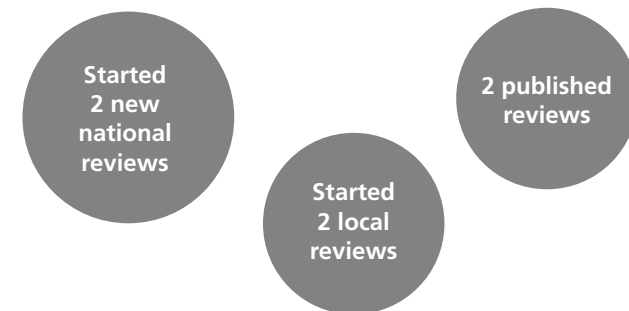 Started
2 new
national
reviews
2 published
reviews
Started
2 local
reviews